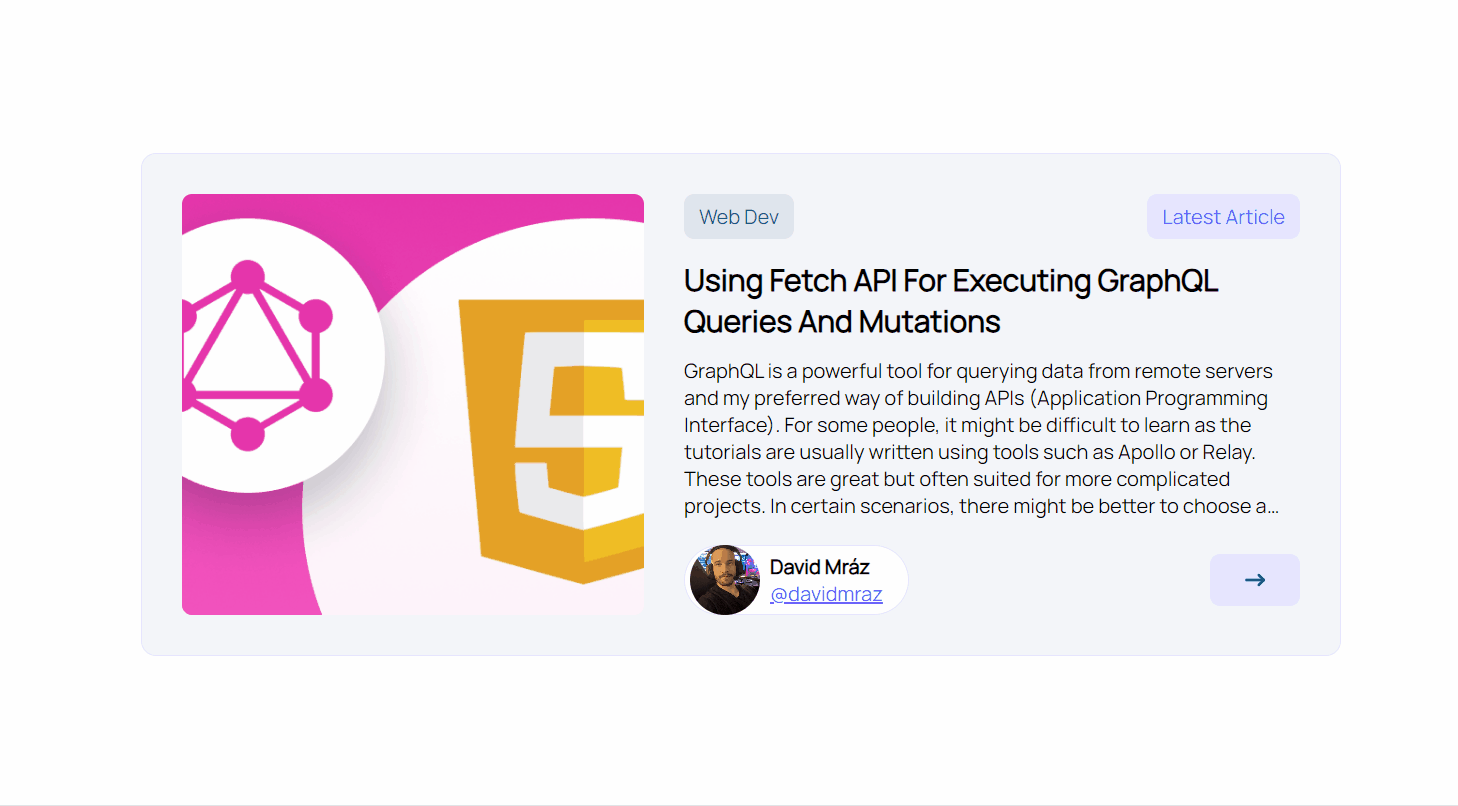 Web Dev
Latest Article
Using Fetch API For Executing GraphQL
Queries And Mutations
GraphQL is a powerful tool for querying data from remote servers
and my preferred way of building APIs (Application Programming
Interface). For some people, it might be difficult to learn as the
tutorials are usually written using tools such as Apollo or Relay.
These tools are great but often suited for more complicated
projects. In certain scenarios, there might be better to choose a…
David Mráz
@davidmraz